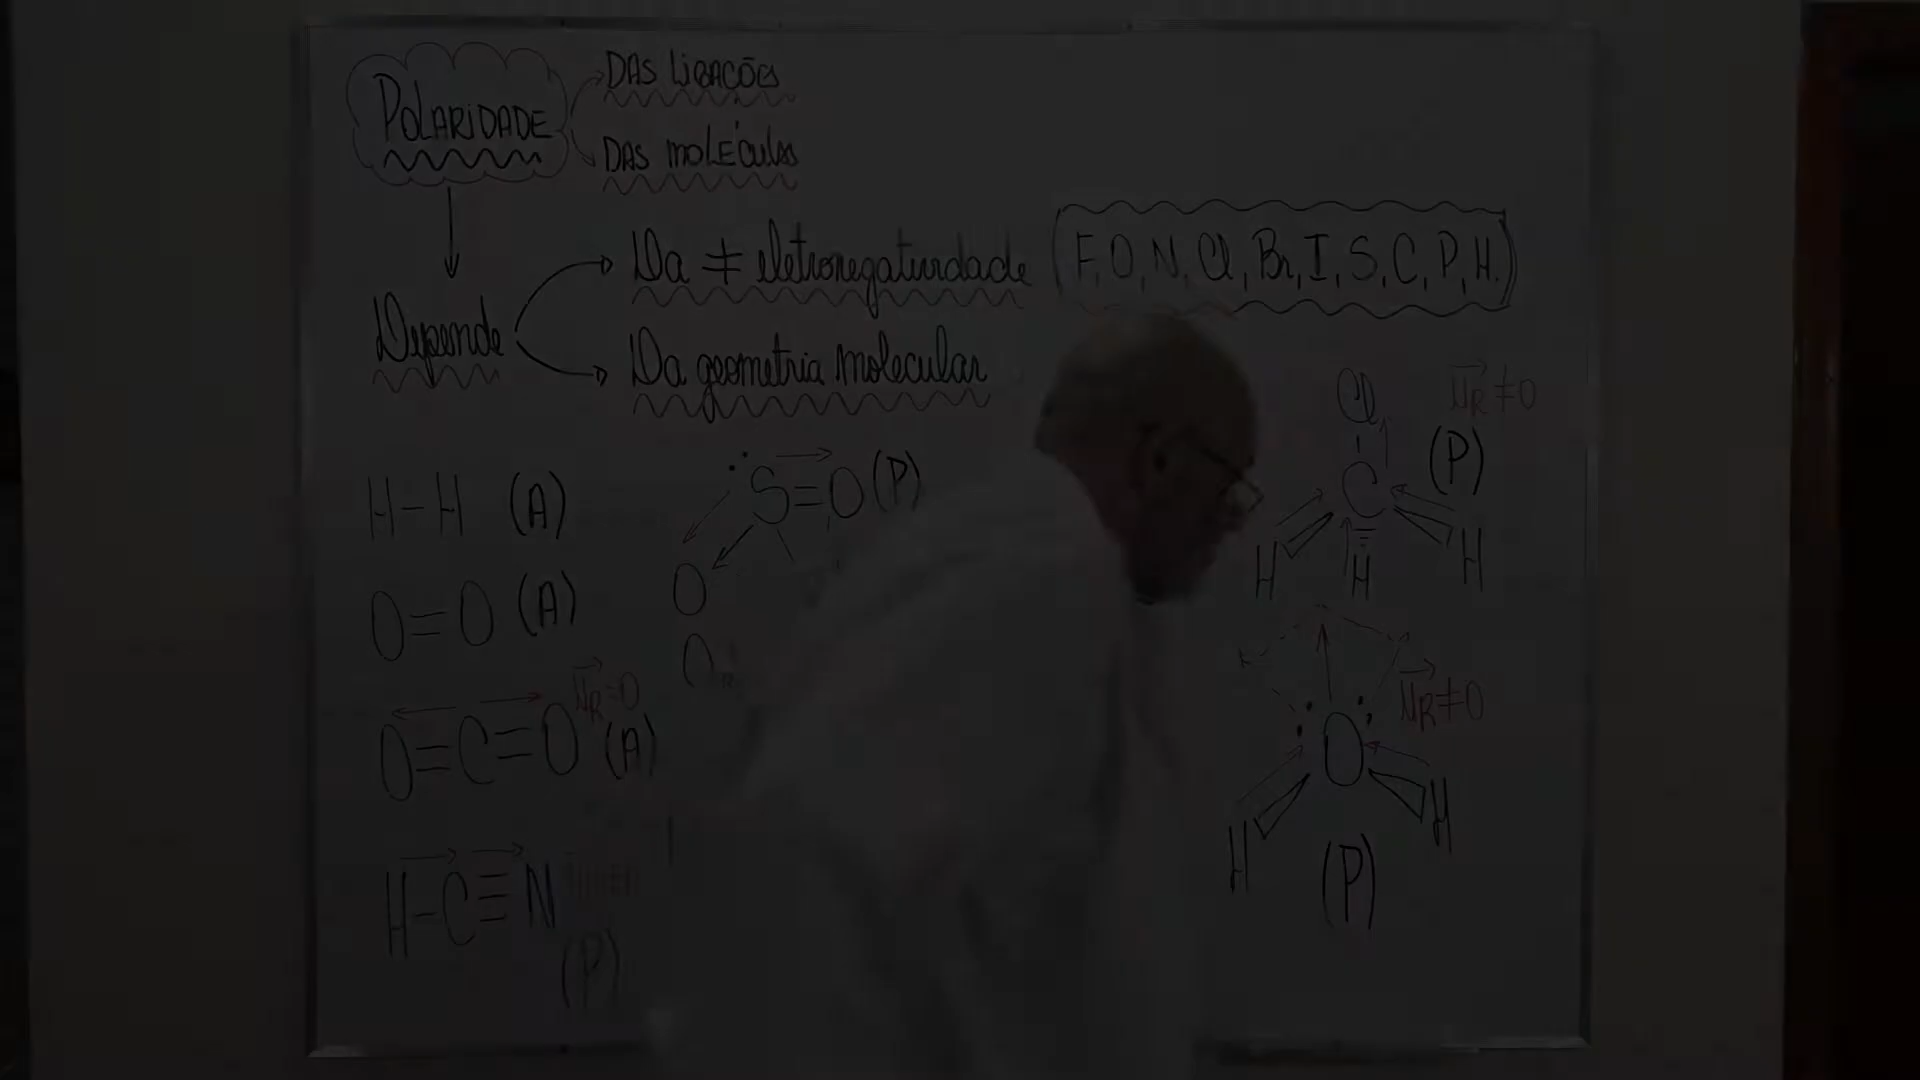 POLARIDADE
DAS LIGAÇÕES
DAS MOLÉCULAS
Depende
Da ≠ eletronegatividade (F, O, N, Cl, Br, I, S, C, P, H.)
Da geometria molecular
H-H (A)
O=O (A)
O=C=O (A)
μR=0
H-C≡N
(P)
S=O (P)
O
Cl
μR≠0
(P)
C
H H H
μR≠0
O
H H
(P)